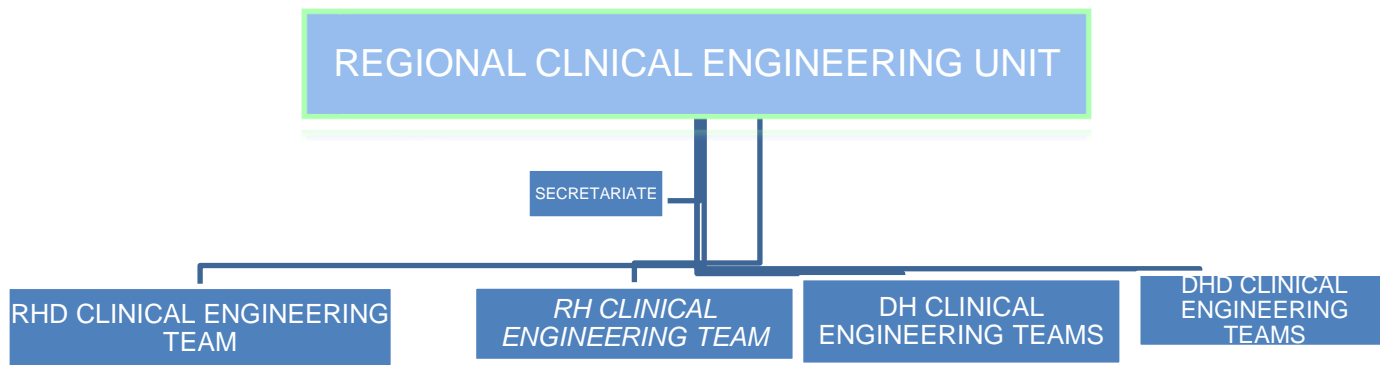 REGIONAL CLNICAL ENGINEERING UNIT
SECRETARIATE
RHD CLINICAL ENGINEERING
TEAM
RH CLINICAL
ENGINEERING TEAM
DH CLINICAL
ENGINEERING TEAMS
DHD CLINICAL
ENGINEERING
TEAMS